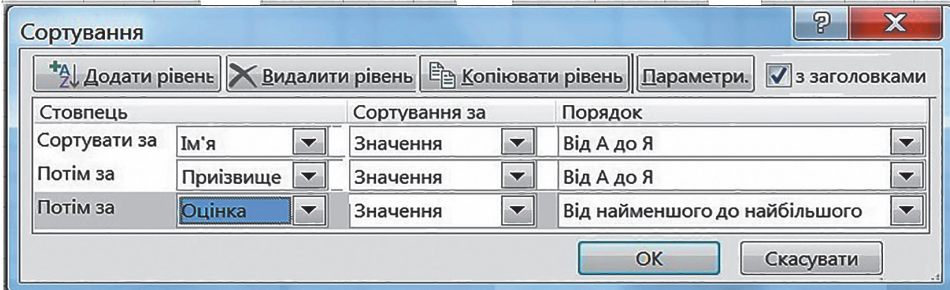 Сортування
Додати рівень Видалити рівень Копіювати рівень Параметри. з заголовками
Стовпець Сортування за Порядок
Сортувати за Ім'я Значення Від А до Я
Потім за Приізвище Значення Від А до Я
Потім за Оцінка Значення Від найменшого до найбільшого
OK Скасувати